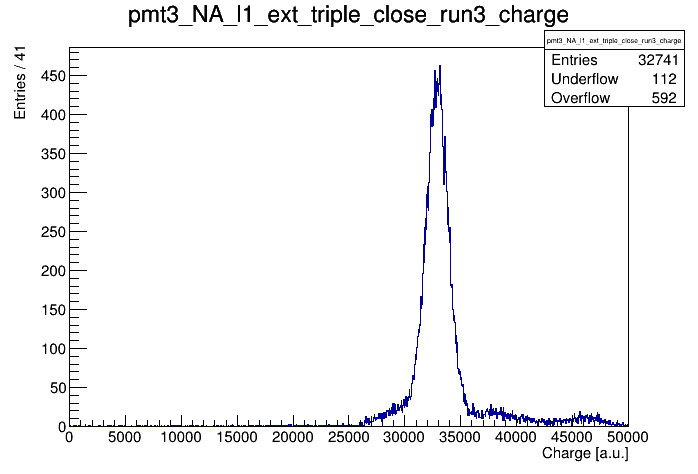 pmt3_NA_l1_ext_triple_close_run3_charge
pmt3_NA_l1_ext_triple_close_run3_charge
Entries 32741
Underflow 112
Overflow 592
Entries / 41
450
400
350
300
250
200
150
100
50
0
0 5000 10000 15000 20000 25000 30000 35000 40000 45000 50000
Charge [a.u.]